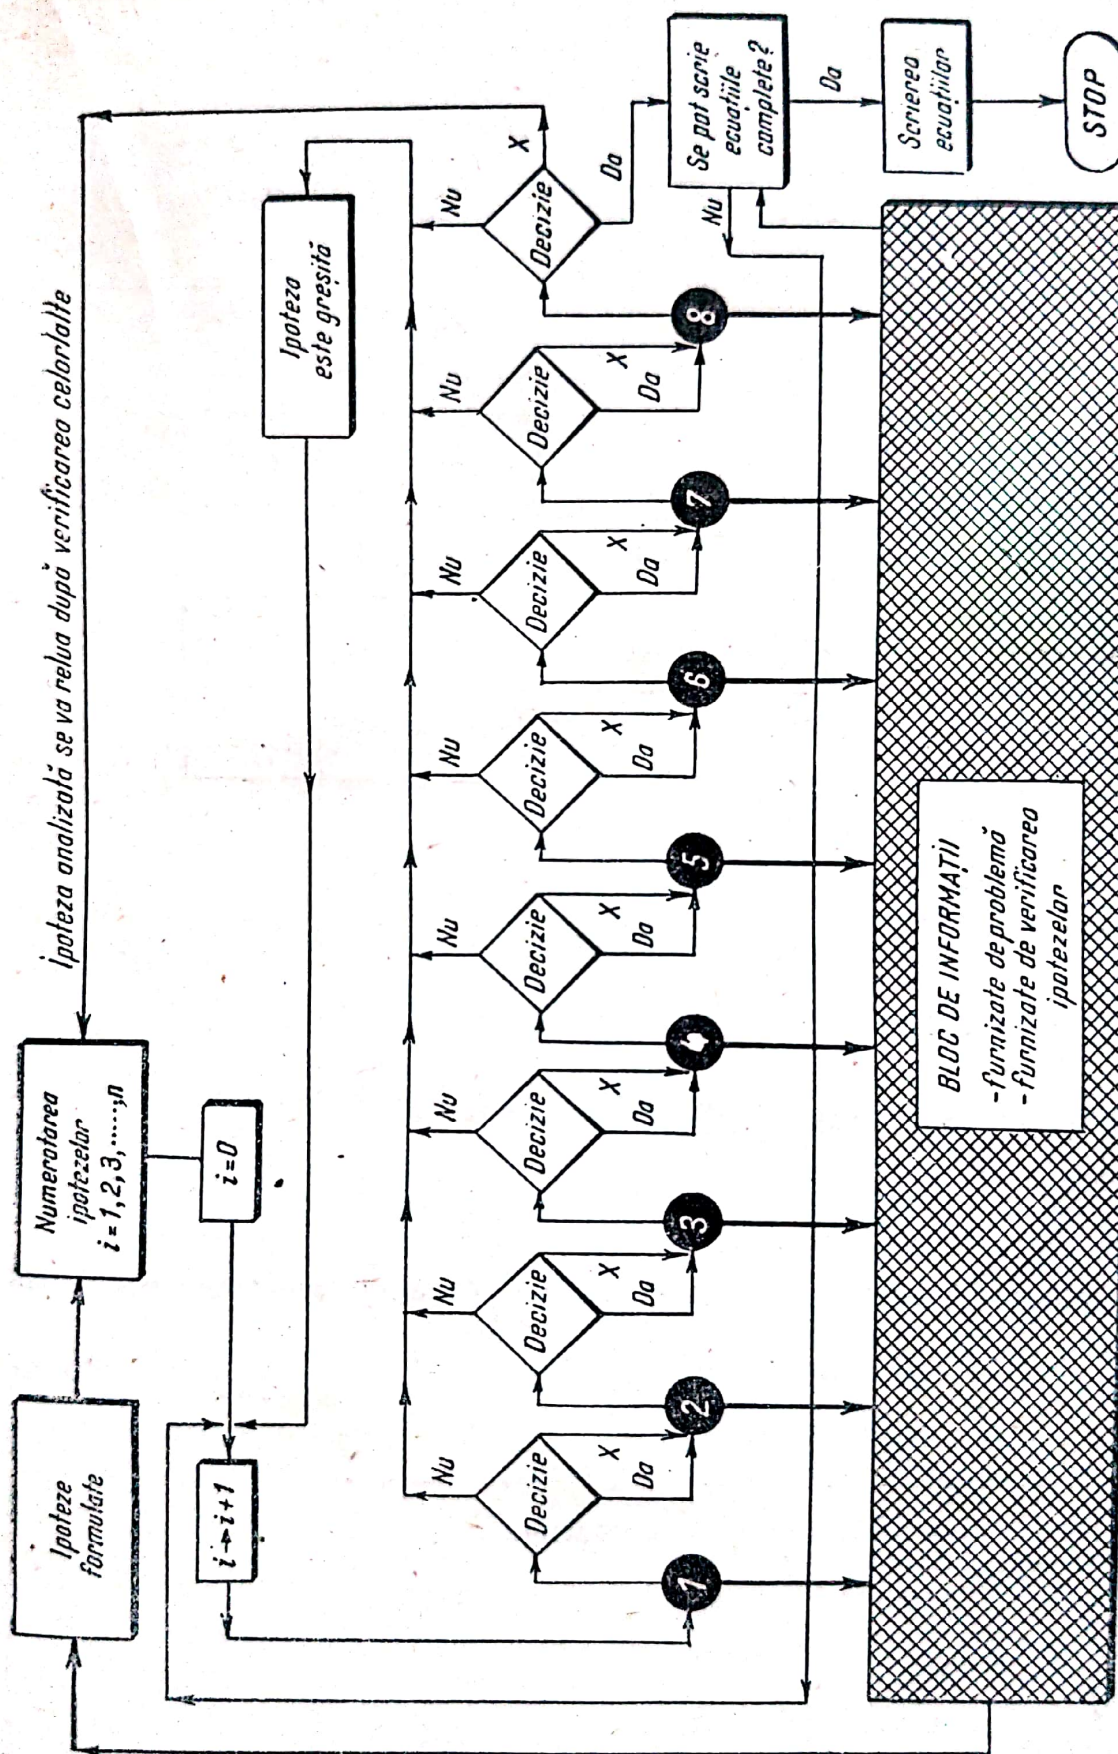 Ipoteze
formulate
Numerotarea
ipotezelor
i = 1, 2, 3, ......, n
ipoteza analizată se va relua după verificarea celorlalte
i=0
i→i+1
Ipoteza
este greșită
Nu
Nu
Nu
Nu
Nu
Nu
Nu
Nu
X
Decizie
Decizie
Decizie
Decizie
Decizie
Decizie
Decizie
Decizie
X
X
X
X
X
X
X
Da
Da
Da
Da
Da
Da
Da
Da
1
2
3
4
5
6
7
8
Se pot scrie
ecuațiile
complete?
Nu
Da
Scrierea
ecuațiilor
STOP
BLOC DE INFORMAȚII
-furnizate de problemă
-furnizate de verificarea
ipotezelor